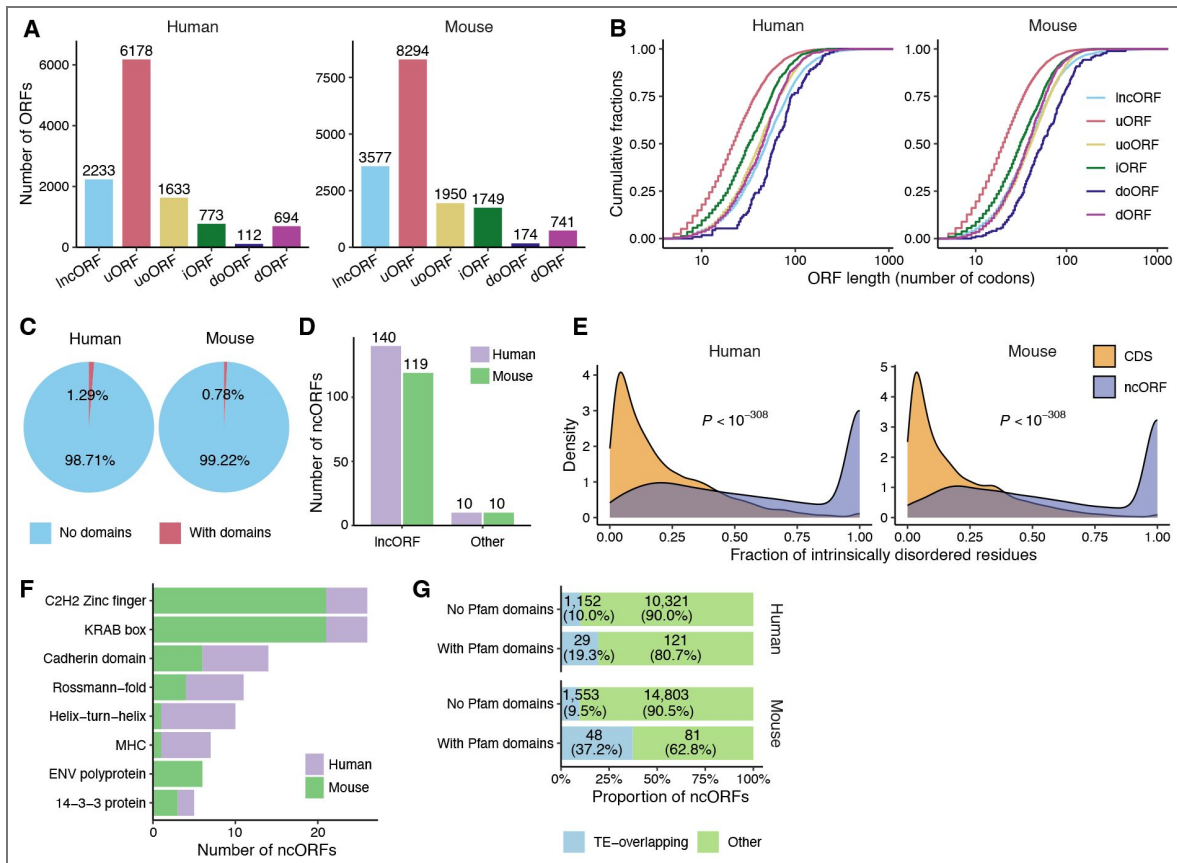 A
Human
Mouse
Number of ORFs
6000
4000
2000
0
2233
6178
1633
773
112
694
lncORF
uORF
uoORF
iORF
doORF
dORF
7500
5000
2500
0
3577
8294
1950
1749
174
741
lncORF
uORF
uoORF
iORF
doORF
dORF
B
Human
Mouse
Cumulative fractions
1.00
0.75
0.50
0.25
0.00
10
100
1000
1.00
0.75
0.50
0.25
0.00
10
100
1000
ORF length (number of codons)
lncORF
uORF
uoORF
iORF
doORF
dORF
C
Human
Mouse
1.29%
98.71%
0.78%
99.22%
No domains
With domains
D
Number of ncORFs
100
50
0
140
119
10
10
lncORF
Other
Human
Mouse
E
Human
Mouse
Density
4
3
2
1
0
P < 10−308
0.00
0.25
0.50
0.75
1.00
5
4
3
2
1
0
P < 10−308
0.00
0.25
0.50
0.75
1.00
Fraction of intrinsically disordered residues
CDS
ncORF
F
C2H2 Zinc finger
KRAB box
Cadherin domain
Rossmann−fold
Helix−turn−helix
MHC
ENV polyprotein
14−3−3 protein
0
20
Number of ncORFs
Human
Mouse
G
No Pfam domains
1,152
(10.0%)
10,321
(90.0%)
With Pfam domains
29
(19.3%)
121
(80.7%)
Human
No Pfam domains
1,553
(9.5%)
14,803
(90.5%)
With Pfam domains
48
(37.2%)
81
(62.8%)
Mouse
0%
25%
50%
75%
100%
Proportion of ncORFs
TE−overlapping
Other